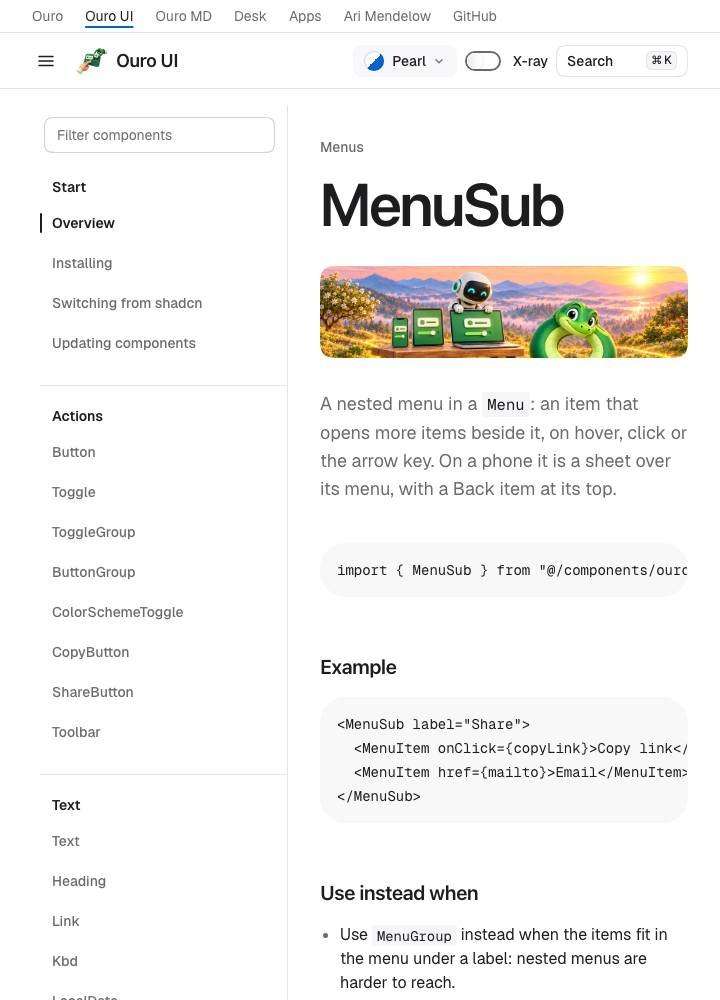 Ouro Ouro UI Ouro MD Desk Apps Ari Mendelow GitHub
Ouro UI Pearl X-ray Search ⌘ K
Filter components
Start
Overview
Installing
Switching from shadcn
Updating components
Actions
Button
Toggle
ToggleGroup
ButtonGroup
ColorSchemeToggle
CopyButton
ShareButton
Toolbar
Text
Text
Heading
Link
Kbd
Menus
MenuSub
A nested menu in a Menu: an item that
opens more items beside it, on hover, click or
the arrow key. On a phone it is a sheet over
its menu, with a Back item at its top.
import { MenuSub } from "@/components/ouro
Example
<MenuSub label="Share">
<MenuItem onClick={copyLink}>Copy link</
<MenuItem href={mailto}>Email</MenuItem>
</MenuSub>
Use instead when
Use MenuGroup instead when the items fit in
the menu under a label: nested menus are
harder to reach.